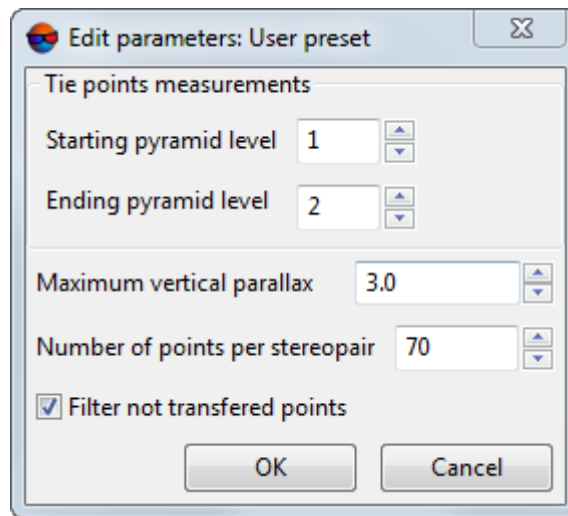 Edit parameters: User preset
Tie points measurements
Starting pyramid level 1
Ending pyramid level 2
Maximum vertical parallax 3.0
Number of points per stereopair 70
Filter not transfered points
OK Cancel